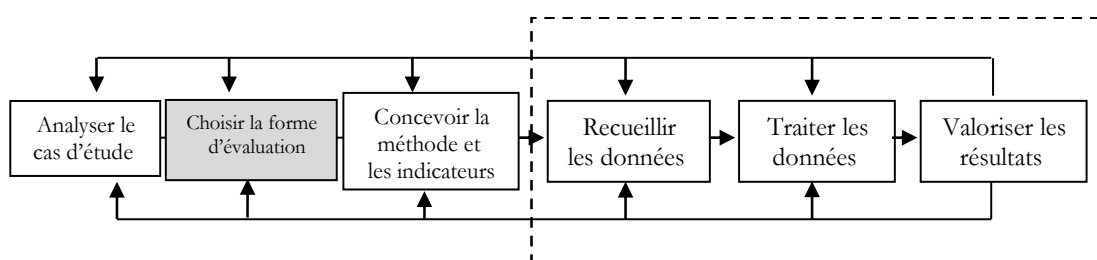 Analyser le
cas d'étude
Choisir la forme
d'évaluation
Concevoir la
méthode et
les indicateurs
Recueillir
les données
Traiter les
données
Valoriser les
résultats